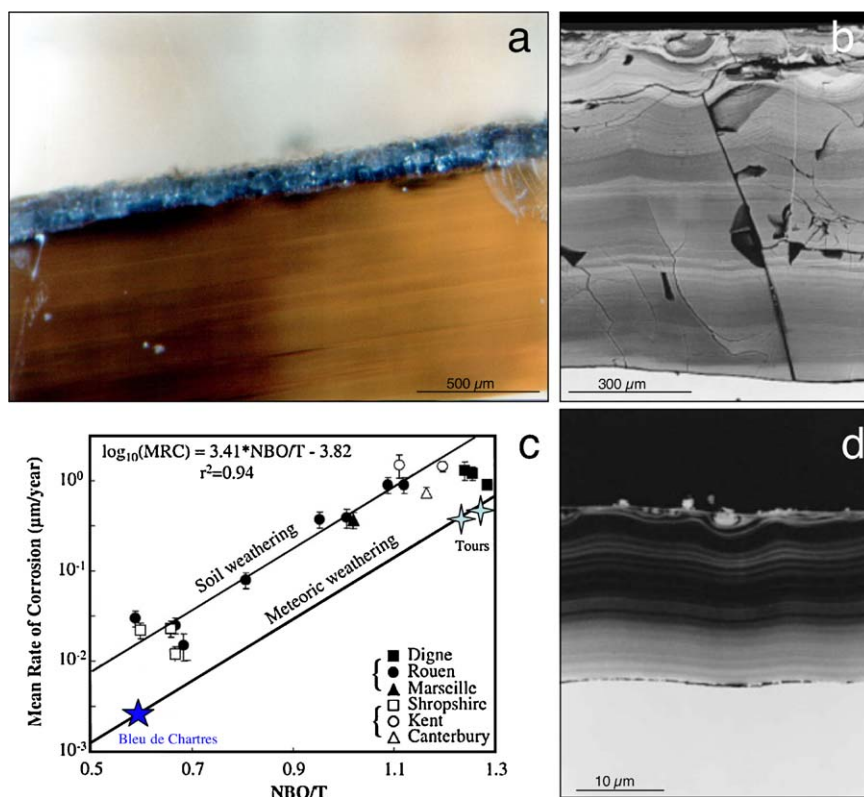 a
500 µm
b
300 µm
c
log₁₀(MRC) = 3.41*NBO/T - 3.82
r²=0.94
Mean Rate of Corrosion (µm/year)
10⁰
10⁻¹
10⁻²
10⁻³
Soil weathering
Meteoric weathering
Tours
Bleu de Chartres
Digne
Rouen
Marseille
Shropshire
Kent
Canterbury
0.5
0.7
0.9
1.1
1.3
NBO/T
d
10 µm